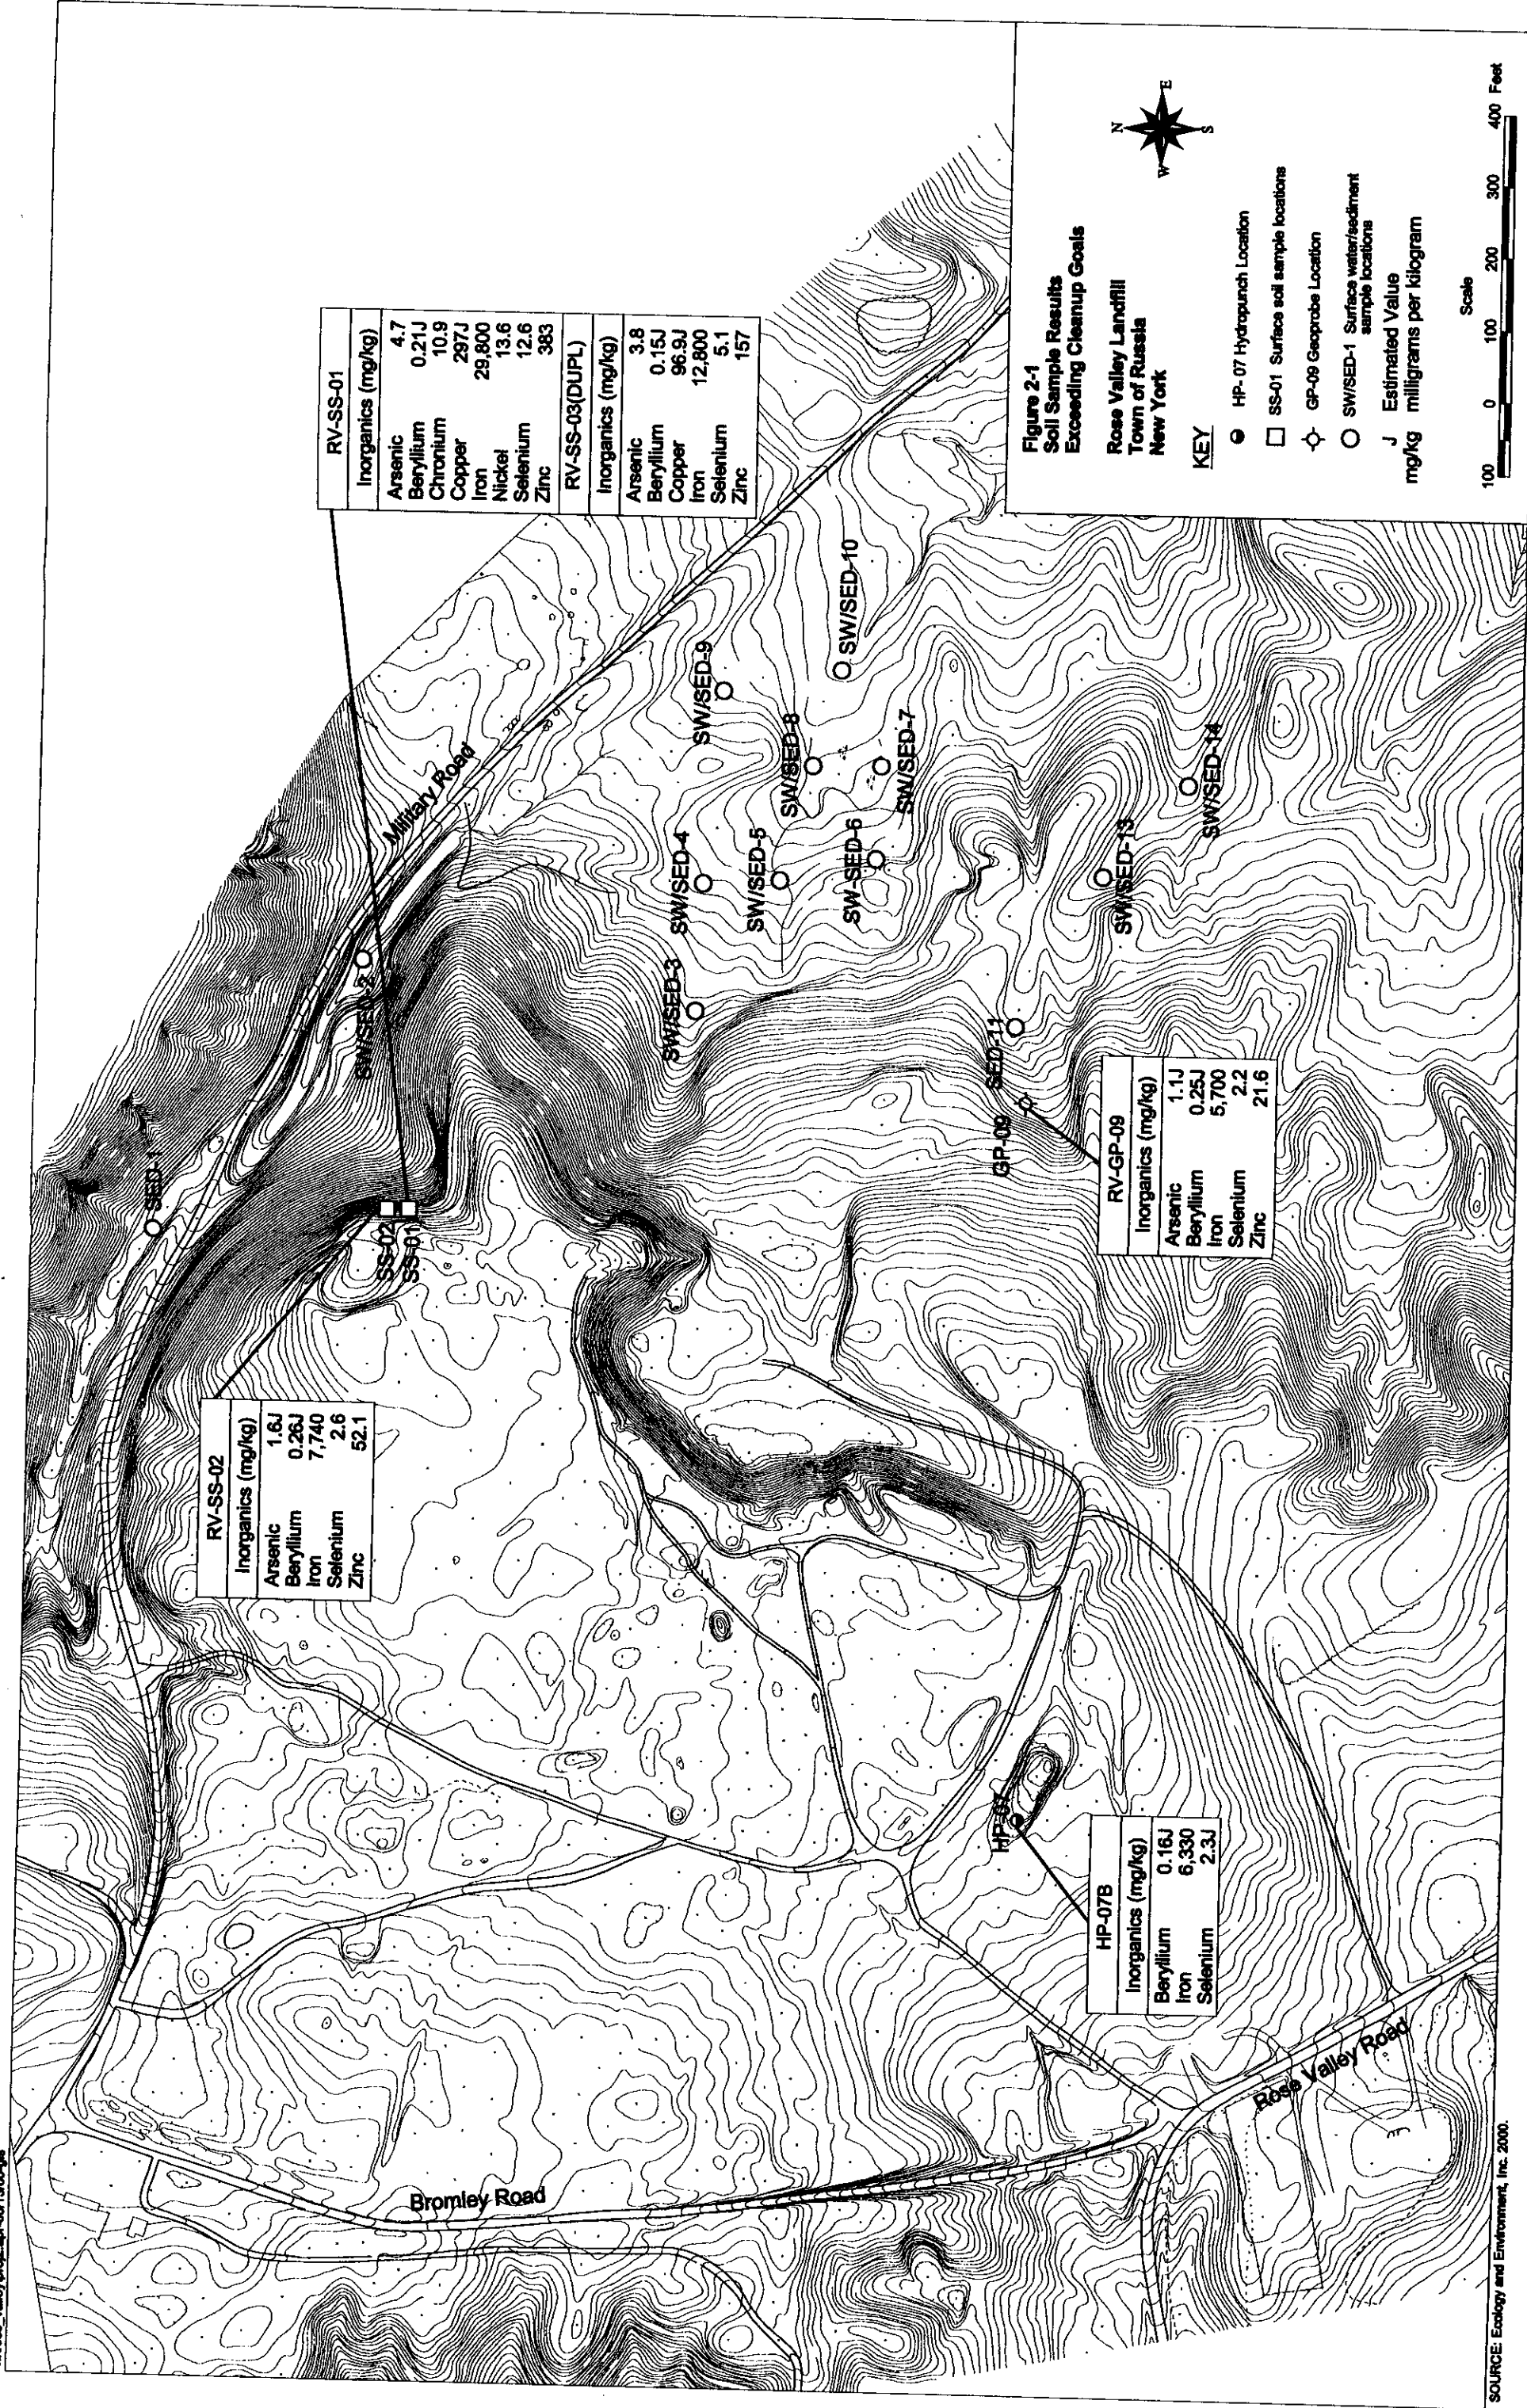 RV-SS-01
Inorganics (mg/kg)
Arsenic 4.7
Beryllium 0.21J
Chronium 10.9
Copper 297J
Iron 29,800
Nickel 13.6
Selenium 12.6
Zinc 383
RV-SS-03(DUPL)
Inorganics (mg/kg)
Arsenic 3.8
Beryllium 0.15J
Copper 96.9J
Iron 12,800
Selenium 5.1
Zinc 157
RV-SS-02
Inorganics (mg/kg)
Arsenic 1.6J
Beryllium 0.26J
Iron 7,740
Selenium 2.6
Zinc 52.1
RV-GP-09
Inorganics (mg/kg)
Arsenic 1.1J
Beryllium 0.25J
Iron 5,700
Selenium 2.2
Zinc 21.6
HP-07B
Inorganics (mg/kg)
Beryllium 0.16J
Iron 6,330
Selenium 2.3J
SED-1
SW/SED-2
SS-02
SS-01
SW/SED-3
SW/SED-4
SW/SED-5
SW-SED-6
SW/SED-7
SW/SED-8
SW/SED-9
SW/SED-10
SED-11
GP-09
SW/SED-13
SW/SED-14
HP-07
Military Road
Bromley Road
Rose Valley Road
Figure 2-1
Soil Sample Results
Exceeding Cleanup Goals
Rose Valley Landfill
Town of Russia
New York
N
W
E
S
KEY
HP- 07 Hydropunch Location
SS-01 Surface soil sample locations
GP-09 Geoprobe Location
SW/SED-1 Surface water/sediment
sample locations
J Estimated Value
mg/kg milligrams per kilogram
Scale
100 0 100 200 300 400 Feet
SOURCE: Ecology and Environment, Inc. 2000.